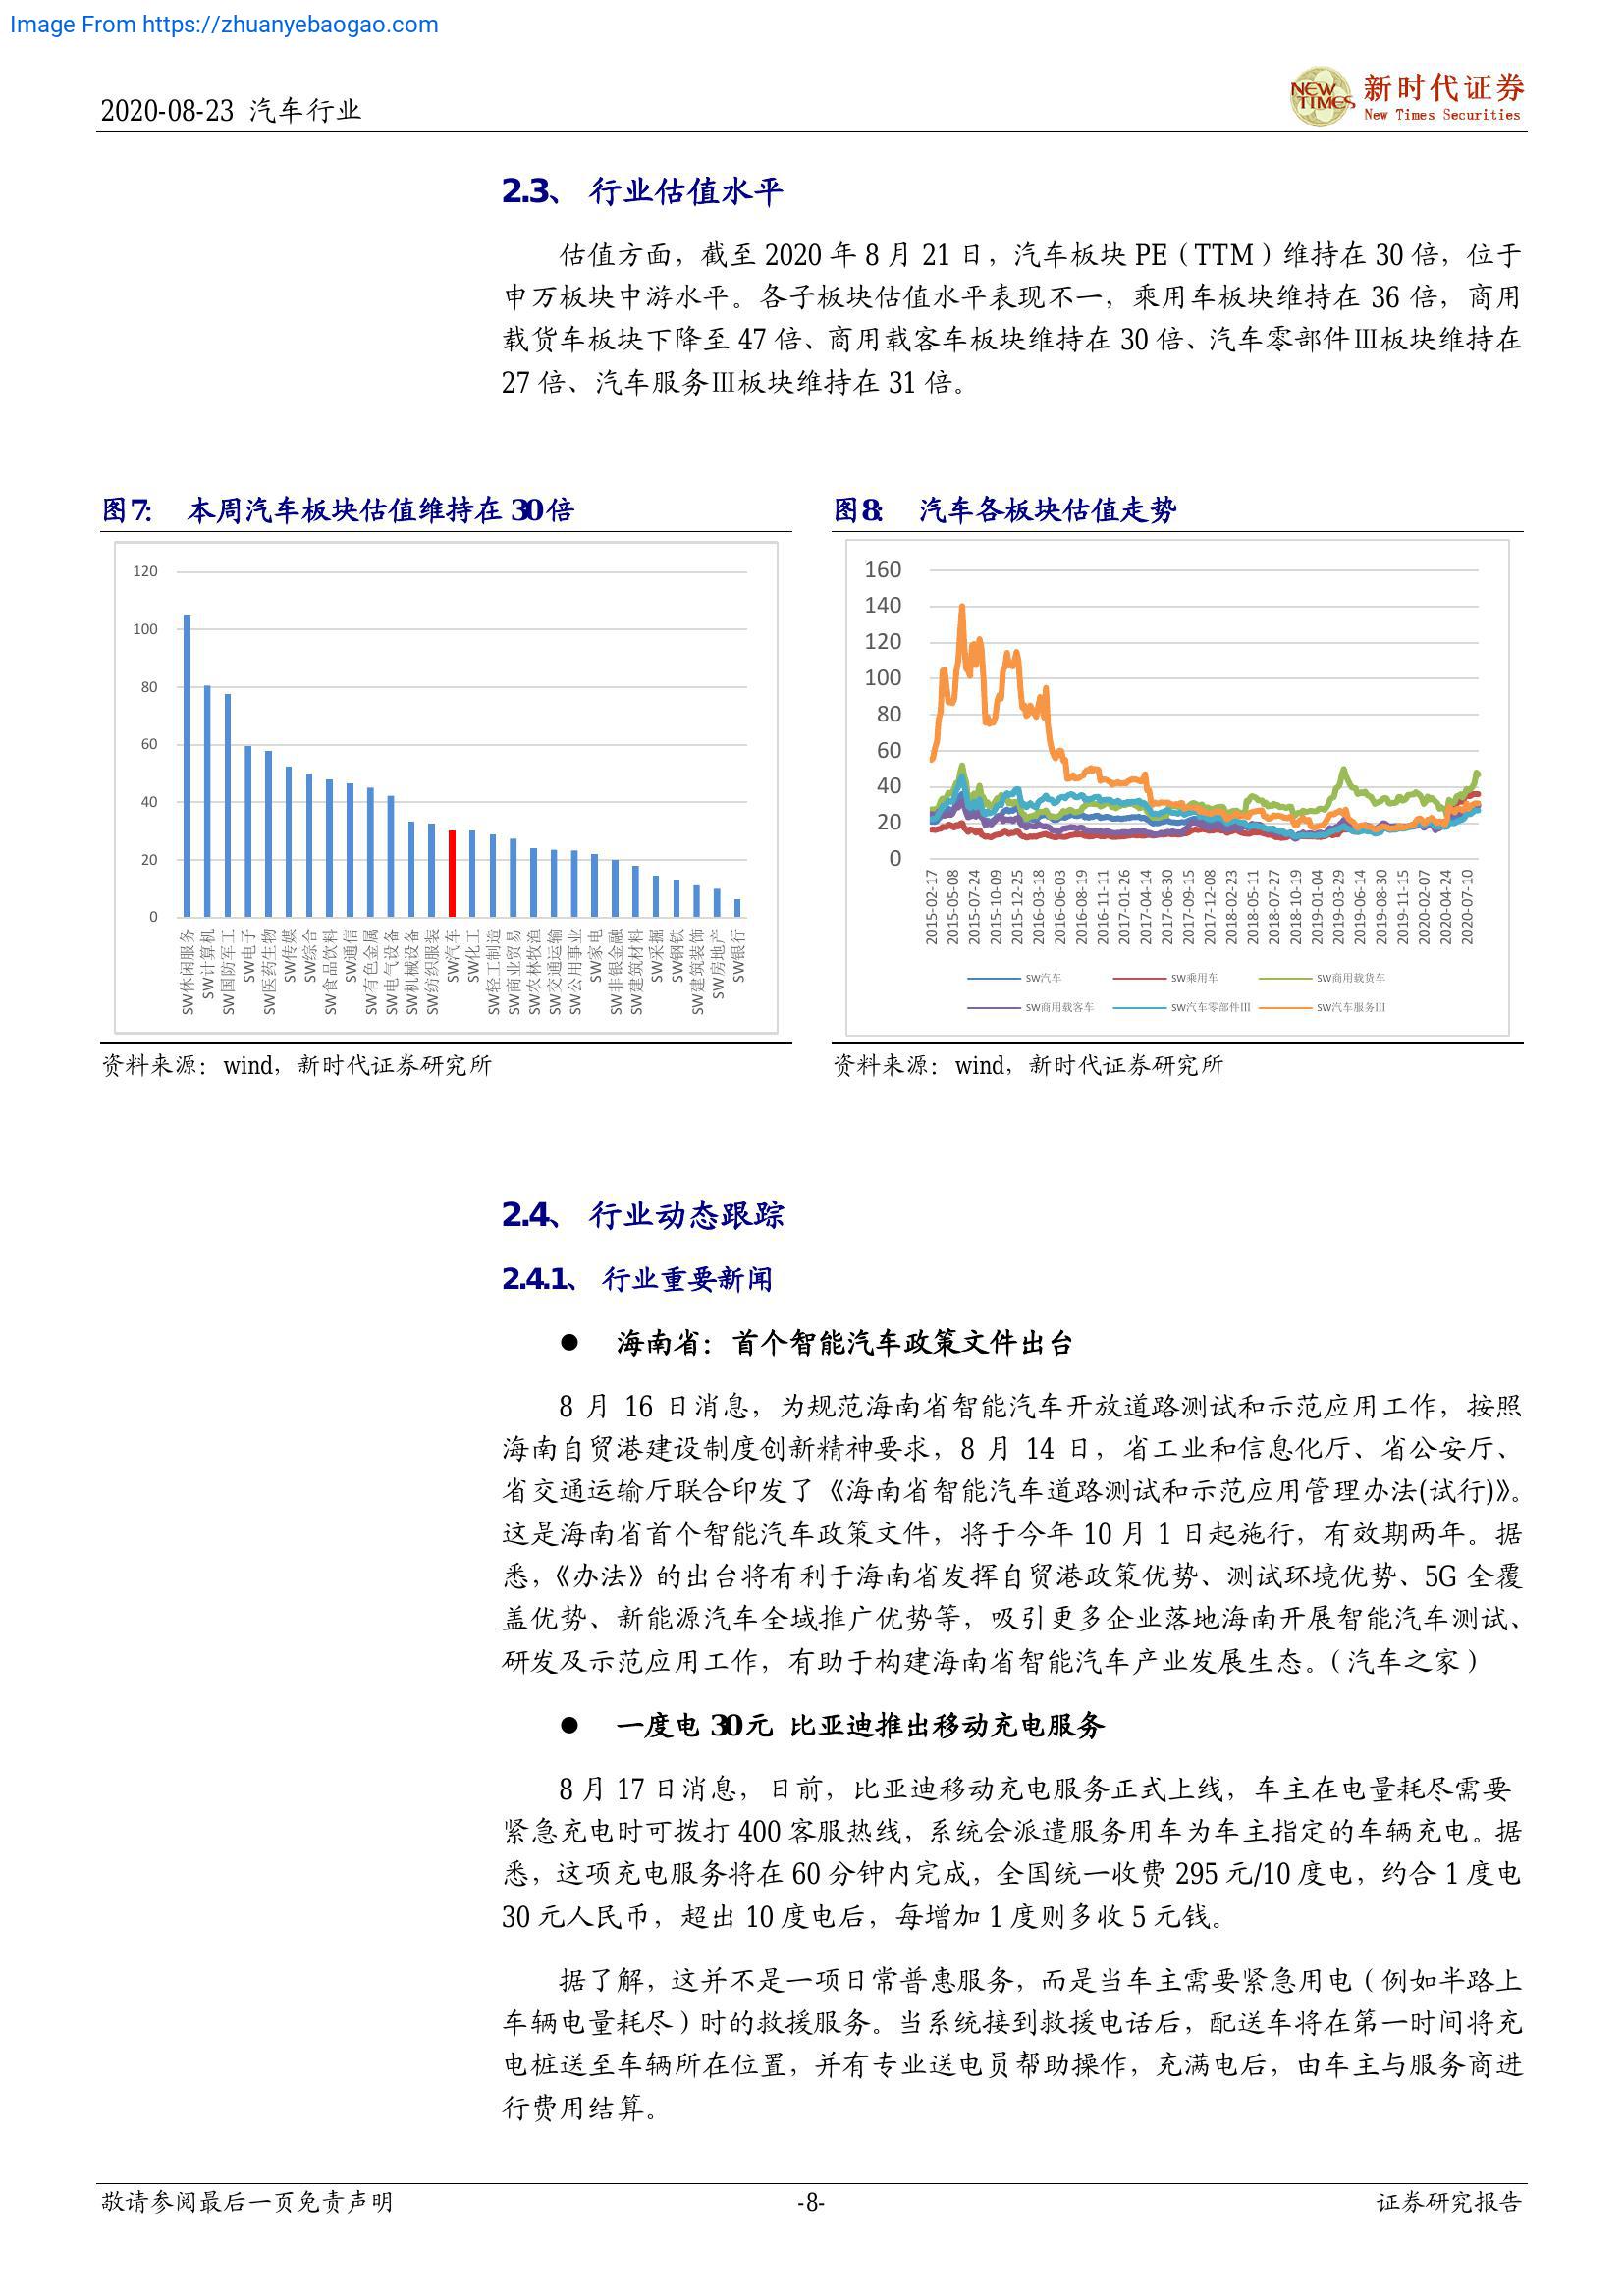 Image From https://zhuanyebaogao.com
2020-08-23 汽车行业
NEW TIMES
新时代证券
New Times Securities
2.3、 行业估值水平
估值方面，截至 2020 年 8 月 21 日，汽车板块 PE（TTM）维持在 30 倍，位于
申万板块中游水平。各子板块估值水平表现不一，乘用车板块维持在 36 倍，商用
载货车板块下降至 47 倍、商用载客车板块维持在 30 倍、汽车零部件Ⅲ板块维持在
27 倍、汽车服务Ⅲ板块维持在 31 倍。
图 7： 本周汽车板块估值维持在 30 倍
120
100
80
60
40
20
0
SW休闲服务
SW计算机
SW国防军工
SW电子
SW医药生物
SW传媒
SW综合
SW食品饮料
SW通信
SW有色金属
SW电气设备
SW机械设备
SW纺织服装
SW汽车
SW化工
SW轻工制造
SW商业贸易
SW农林牧渔
SW交通运输
SW公用事业
SW家电
SW非银金融
SW建筑材料
SW采掘
SW钢铁
SW建筑装饰
SW房地产
SW银行
资料来源：wind，新时代证券研究所
图 8： 汽车各板块估值走势
160
140
120
100
80
60
40
20
0
2015-02-17
2015-05-08
2015-07-24
2015-10-09
2015-12-25
2016-03-18
2016-06-03
2016-08-19
2016-11-11
2017-01-26
2017-04-14
2017-06-30
2017-09-15
2017-12-08
2018-02-23
2018-05-11
2018-07-27
2018-10-19
2019-01-04
2019-03-29
2019-06-14
2019-08-30
2019-11-15
2020-02-07
2020-04-24
2020-07-10
SW汽车
SW乘用车
SW商用载货车
SW商用载客车
SW汽车零部件III
SW汽车服务III
资料来源：wind，新时代证券研究所
2.4、 行业动态跟踪
2.4.1、 行业重要新闻
● 海南省：首个智能汽车政策文件出台
8 月 16 日消息，为规范海南省智能汽车开放道路测试和示范应用工作，按照
海南自贸港建设制度创新精神要求，8 月 14 日，省工业和信息化厅、省公安厅、
省交通运输厅联合印发了《海南省智能汽车道路测试和示范应用管理办法(试行)》。
这是海南省首个智能汽车政策文件，将于今年 10 月 1 日起施行，有效期两年。据
悉，《办法》的出台将有利于海南省发挥自贸港政策优势、测试环境优势、5G 全覆
盖优势、新能源汽车全域推广优势等，吸引更多企业落地海南开展智能汽车测试、
研发及示范应用工作，有助于构建海南省智能汽车产业发展生态。（汽车之家）
● 一度电 30 元 比亚迪推出移动充电服务
8 月 17 日消息，日前，比亚迪移动充电服务正式上线，车主在电量耗尽需要
紧急充电时可拨打 400 客服热线，系统会派遣服务用车为车主指定的车辆充电。据
悉，这项充电服务将在 60 分钟内完成，全国统一收费 295 元/10 度电，约合 1 度电
30 元人民币，超出 10 度电后，每增加 1 度则多收 5 元钱。
据了解，这并不是一项日常普惠服务，而是当车主需要紧急用电（例如半路上
车辆电量耗尽）时的救援服务。当系统接到救援电话后，配送车将在第一时间将充
电桩送至车辆所在位置，并有专业送电员帮助操作，充满电后，由车主与服务商进
行费用结算。
敬请参阅最后一页免责声明
-8-
证券研究报告